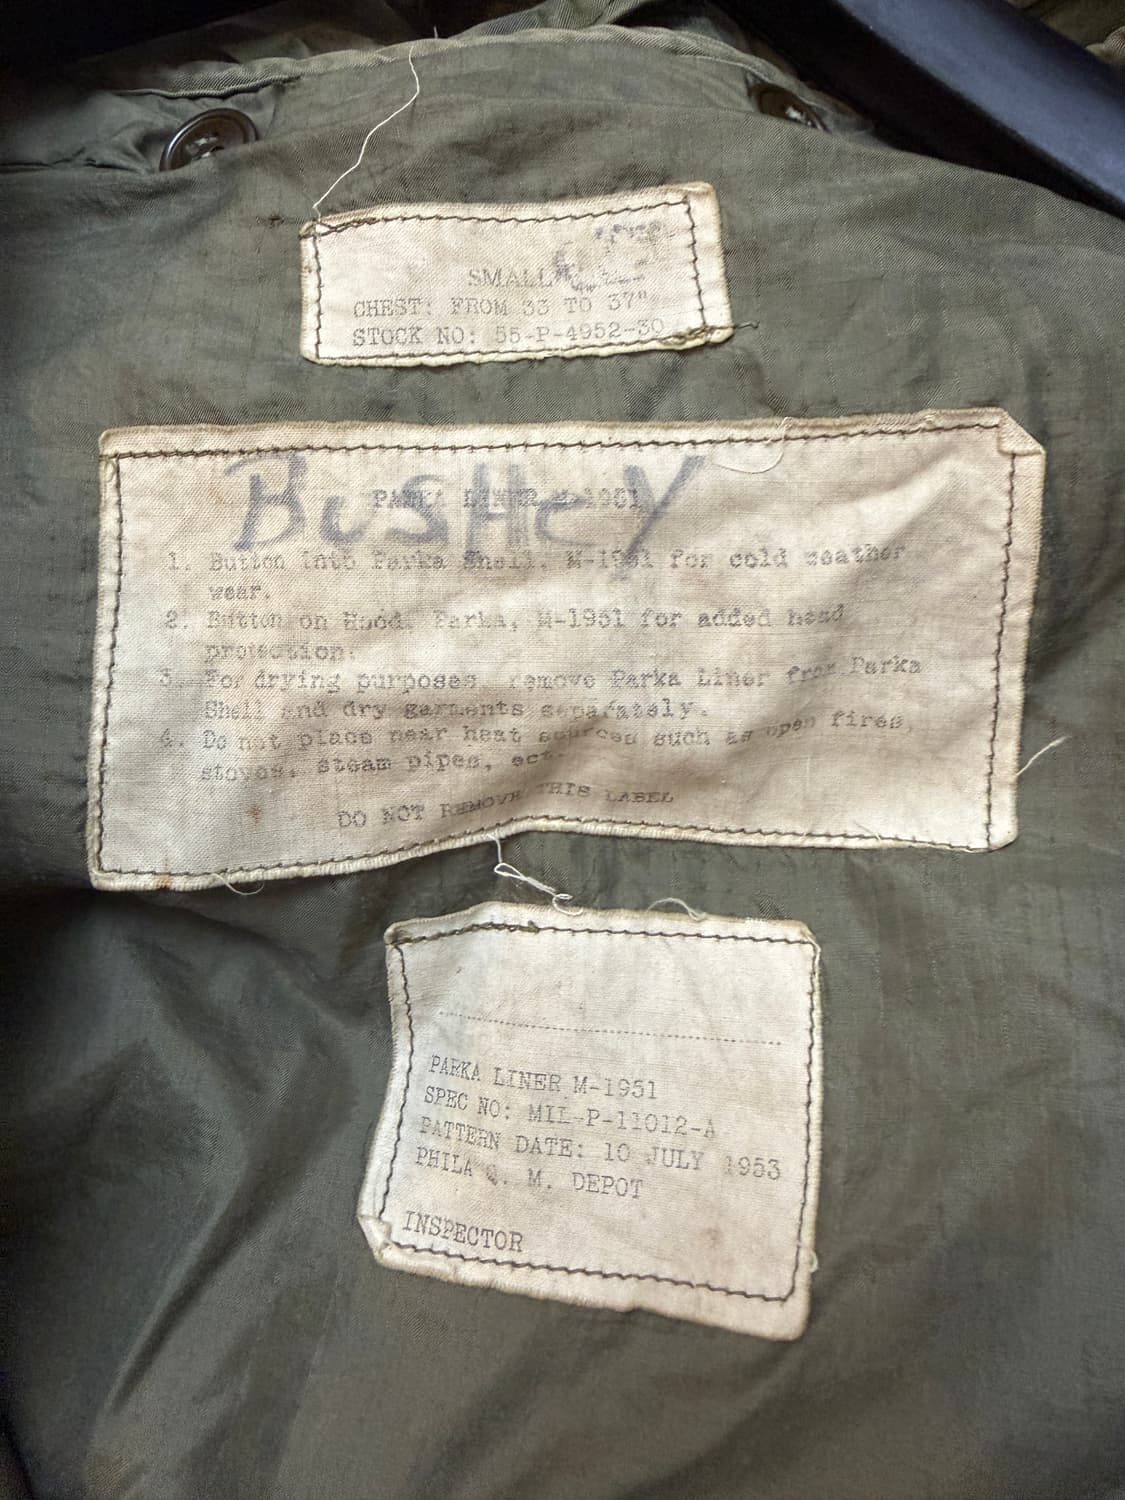 SMALL
CHEST: FROM 33 TO 37"
STOCK NO: 55-P-4952-30
BUSHEY
PARKA LINER M-1951
1. Button into Parka Shell, M-1951 for cold weather
wear.
2. Button on Hood, Parka, M-1951 for added head
protection.
3. For drying purposes remove Parka Liner from Parka
Shell and dry garments separately.
4. Do not place near heat sources such as open fires,
stoves, steam pipes, ect.
DO NOT REMOVE THIS LABEL
PARKA LINER M-1951
SPEC NO: MIL-P-11012-A
PATTERN DATE: 10 JULY 1953
PHILA Q. M. DEPOT
INSPECTOR